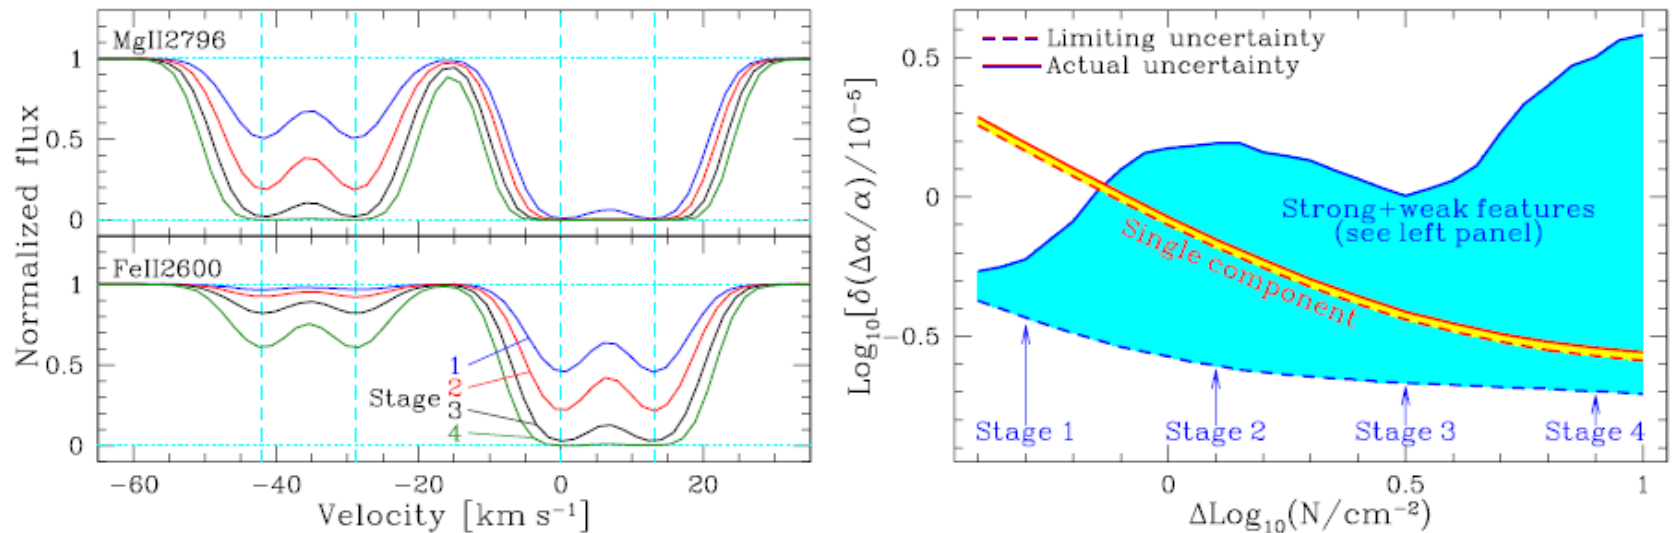 MgII2796
1
0.5
0
FeII2600
1
0.5
0
1
2
Stage
3
4
−60 −40 −20 0 20
Velocity [km s⁻¹]
Normalized flux
Limiting uncertainty
Actual uncertainty
0.5
0
−0.5
Log₁₀[δ(Δα/α)/10⁻⁵]
Strong+weak features
(see left panel)
Single component
Stage 1 Stage 2 Stage 3 Stage 4
0 0.5 1
ΔLog₁₀(N/cm⁻²)